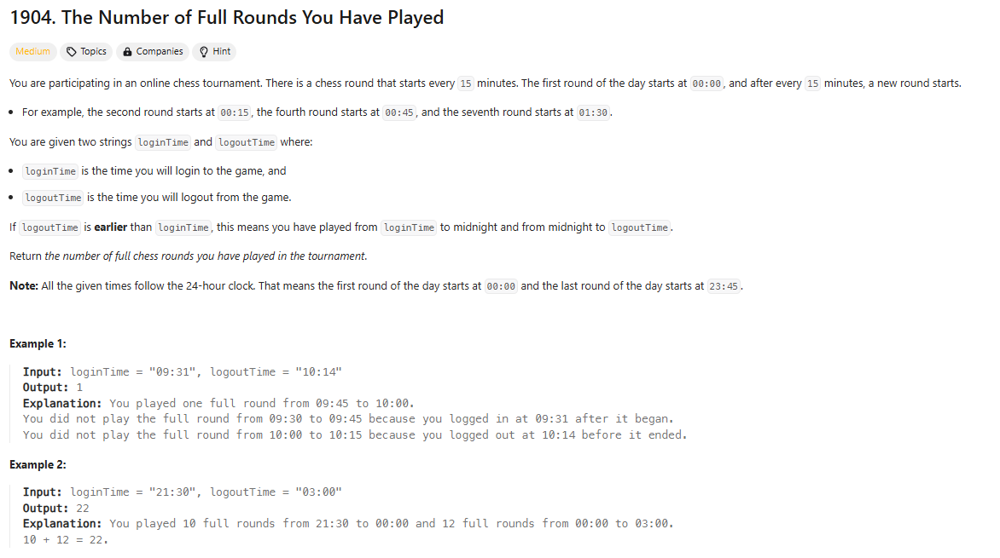 1904. The Number of Full Rounds You Have Played
Medium Topics Companies Hint
You are participating in an online chess tournament. There is a chess round that starts every 15 minutes. The first round of the day starts at 00:00, and after every 15 minutes, a new round starts.
• For example, the second round starts at 00:15, the fourth round starts at 00:45, and the seventh round starts at 01:30.
You are given two strings loginTime and logoutTime where:
• loginTime is the time you will login to the game, and
• logoutTime is the time you will logout from the game.
If logoutTime is earlier than loginTime, this means you have played from loginTime to midnight and from midnight to logoutTime.
Return the number of full chess rounds you have played in the tournament.
Note: All the given times follow the 24-hour clock. That means the first round of the day starts at 00:00 and the last round of the day starts at 23:45.
Example 1:
Input: loginTime = "09:31", logoutTime = "10:14"
Output: 1
Explanation: You played one full round from 09:45 to 10:00.
You did not play the full round from 09:30 to 09:45 because you logged in at 09:31 after it began.
You did not play the full round from 10:00 to 10:15 because you logged out at 10:14 before it ended.
Example 2:
Input: loginTime = "21:30", logoutTime = "03:00"
Output: 22
Explanation: You played 10 full rounds from 21:30 to 00:00 and 12 full rounds from 00:00 to 03:00.
10 + 12 = 22.